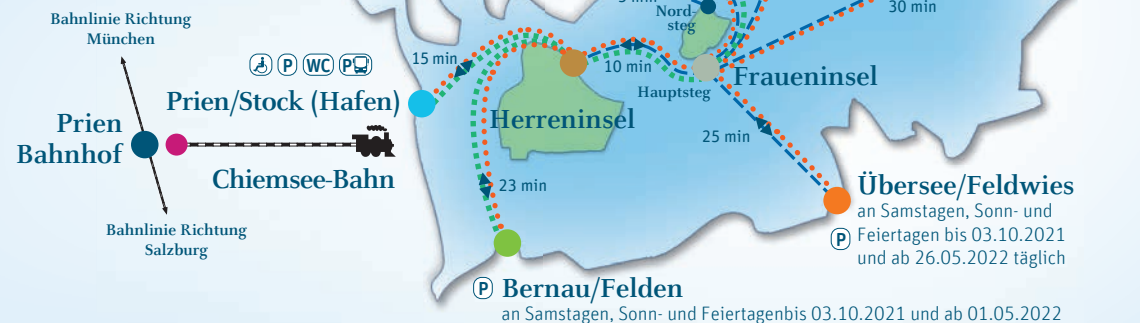 Bahnlinie Richtung
München
Nord-
steg
30 min
15 min
P
WC
P
10 min
Fraueninsel
Hauptsteg
Prien/Stock (Hafen)
Herreninsel
Prien
Bahnhof
25 min
Chiemsee-Bahn
23 min
Übersee/Feldwies
an Samstagen, Sonn- und
P Feiertagen bis 03.10.2021
und ab 26.05.2022 täglich
Bahnlinie Richtung
Salzburg
P Bernau/Felden
an Samstagen, Sonn- und Feiertagenbis 03.10.2021 und ab 01.05.2022